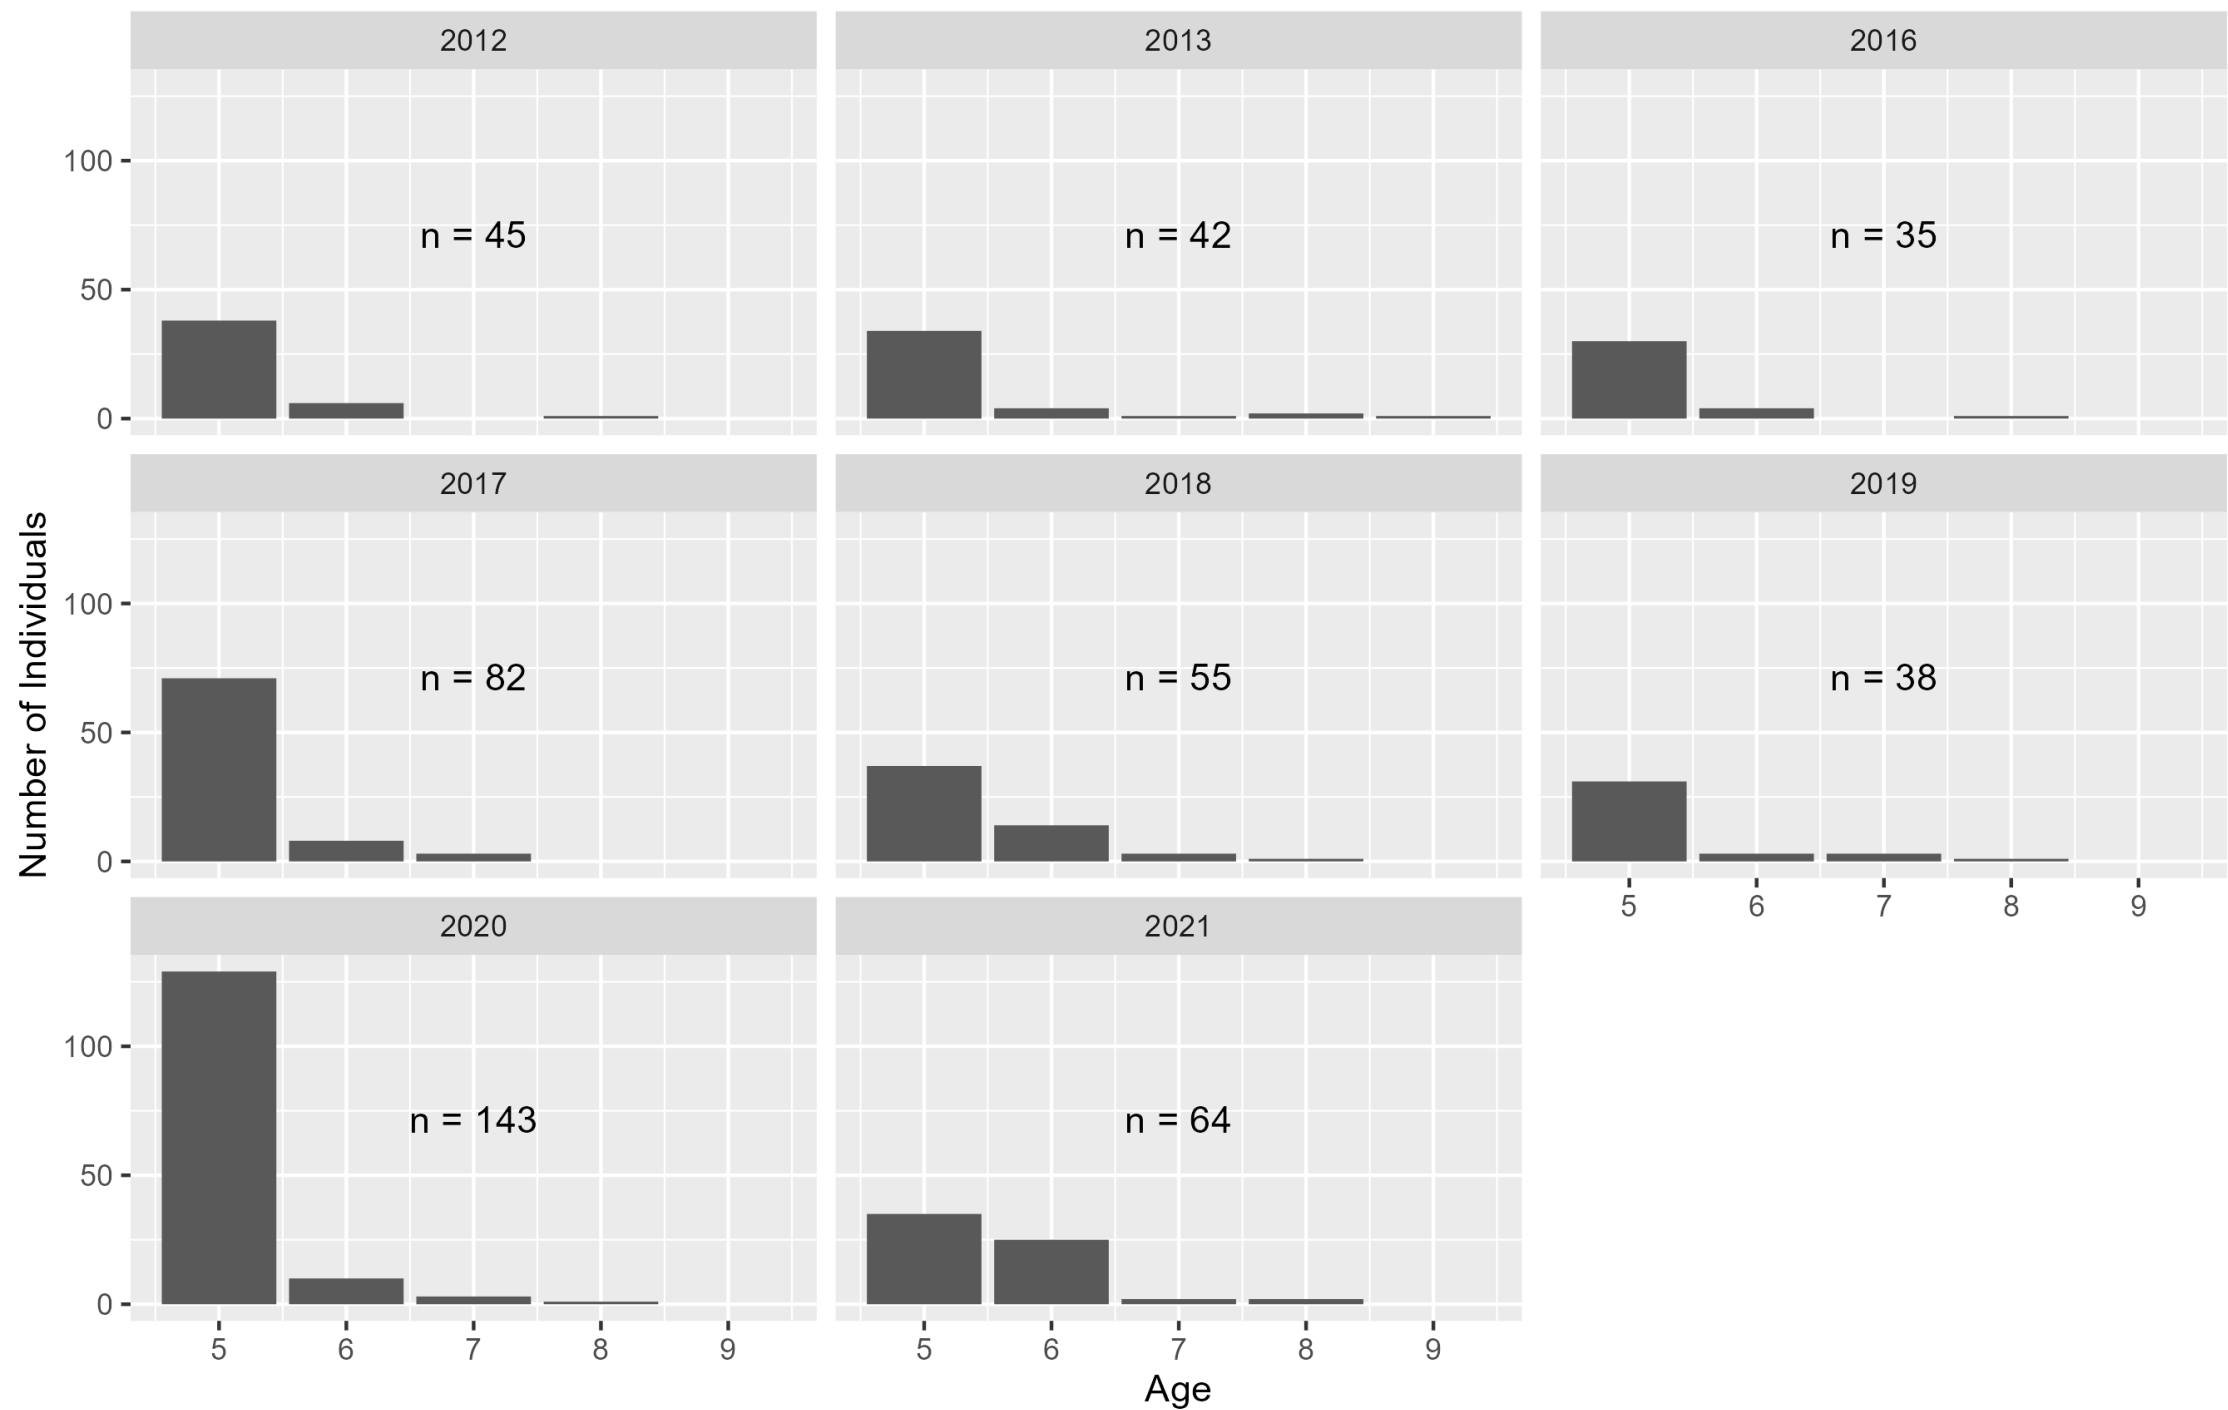 2012
2013
2016
100
50
0
n = 45
n = 42
n = 35
2017
2018
2019
Number of Individuals
100
50
0
n = 82
n = 55
n = 38
5 6 7 8 9
2020
2021
100
50
0
n = 143
n = 64
5 6 7 8 9
5 6 7 8 9
Age